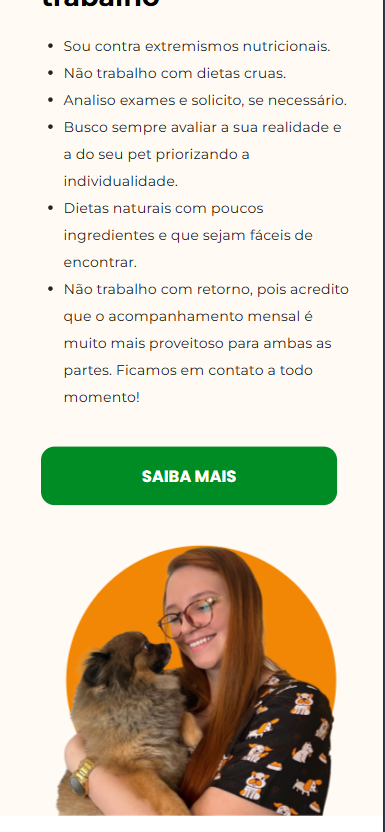 trabalho
• Sou contra extremismos nutricionais.
• Não trabalho com dietas cruas.
• Analiso exames e solicito, se necessário.
• Busco sempre avaliar a sua realidade e
a do seu pet priorizando a
individualidade.
• Dietas naturais com poucos
ingredientes e que sejam fáceis de
encontrar.
• Não trabalho com retorno, pois acredito
que o acompanhamento mensal é
muito mais proveitoso para ambas as
partes. Ficamos em contato a todo
momento!
SAIBA MAIS